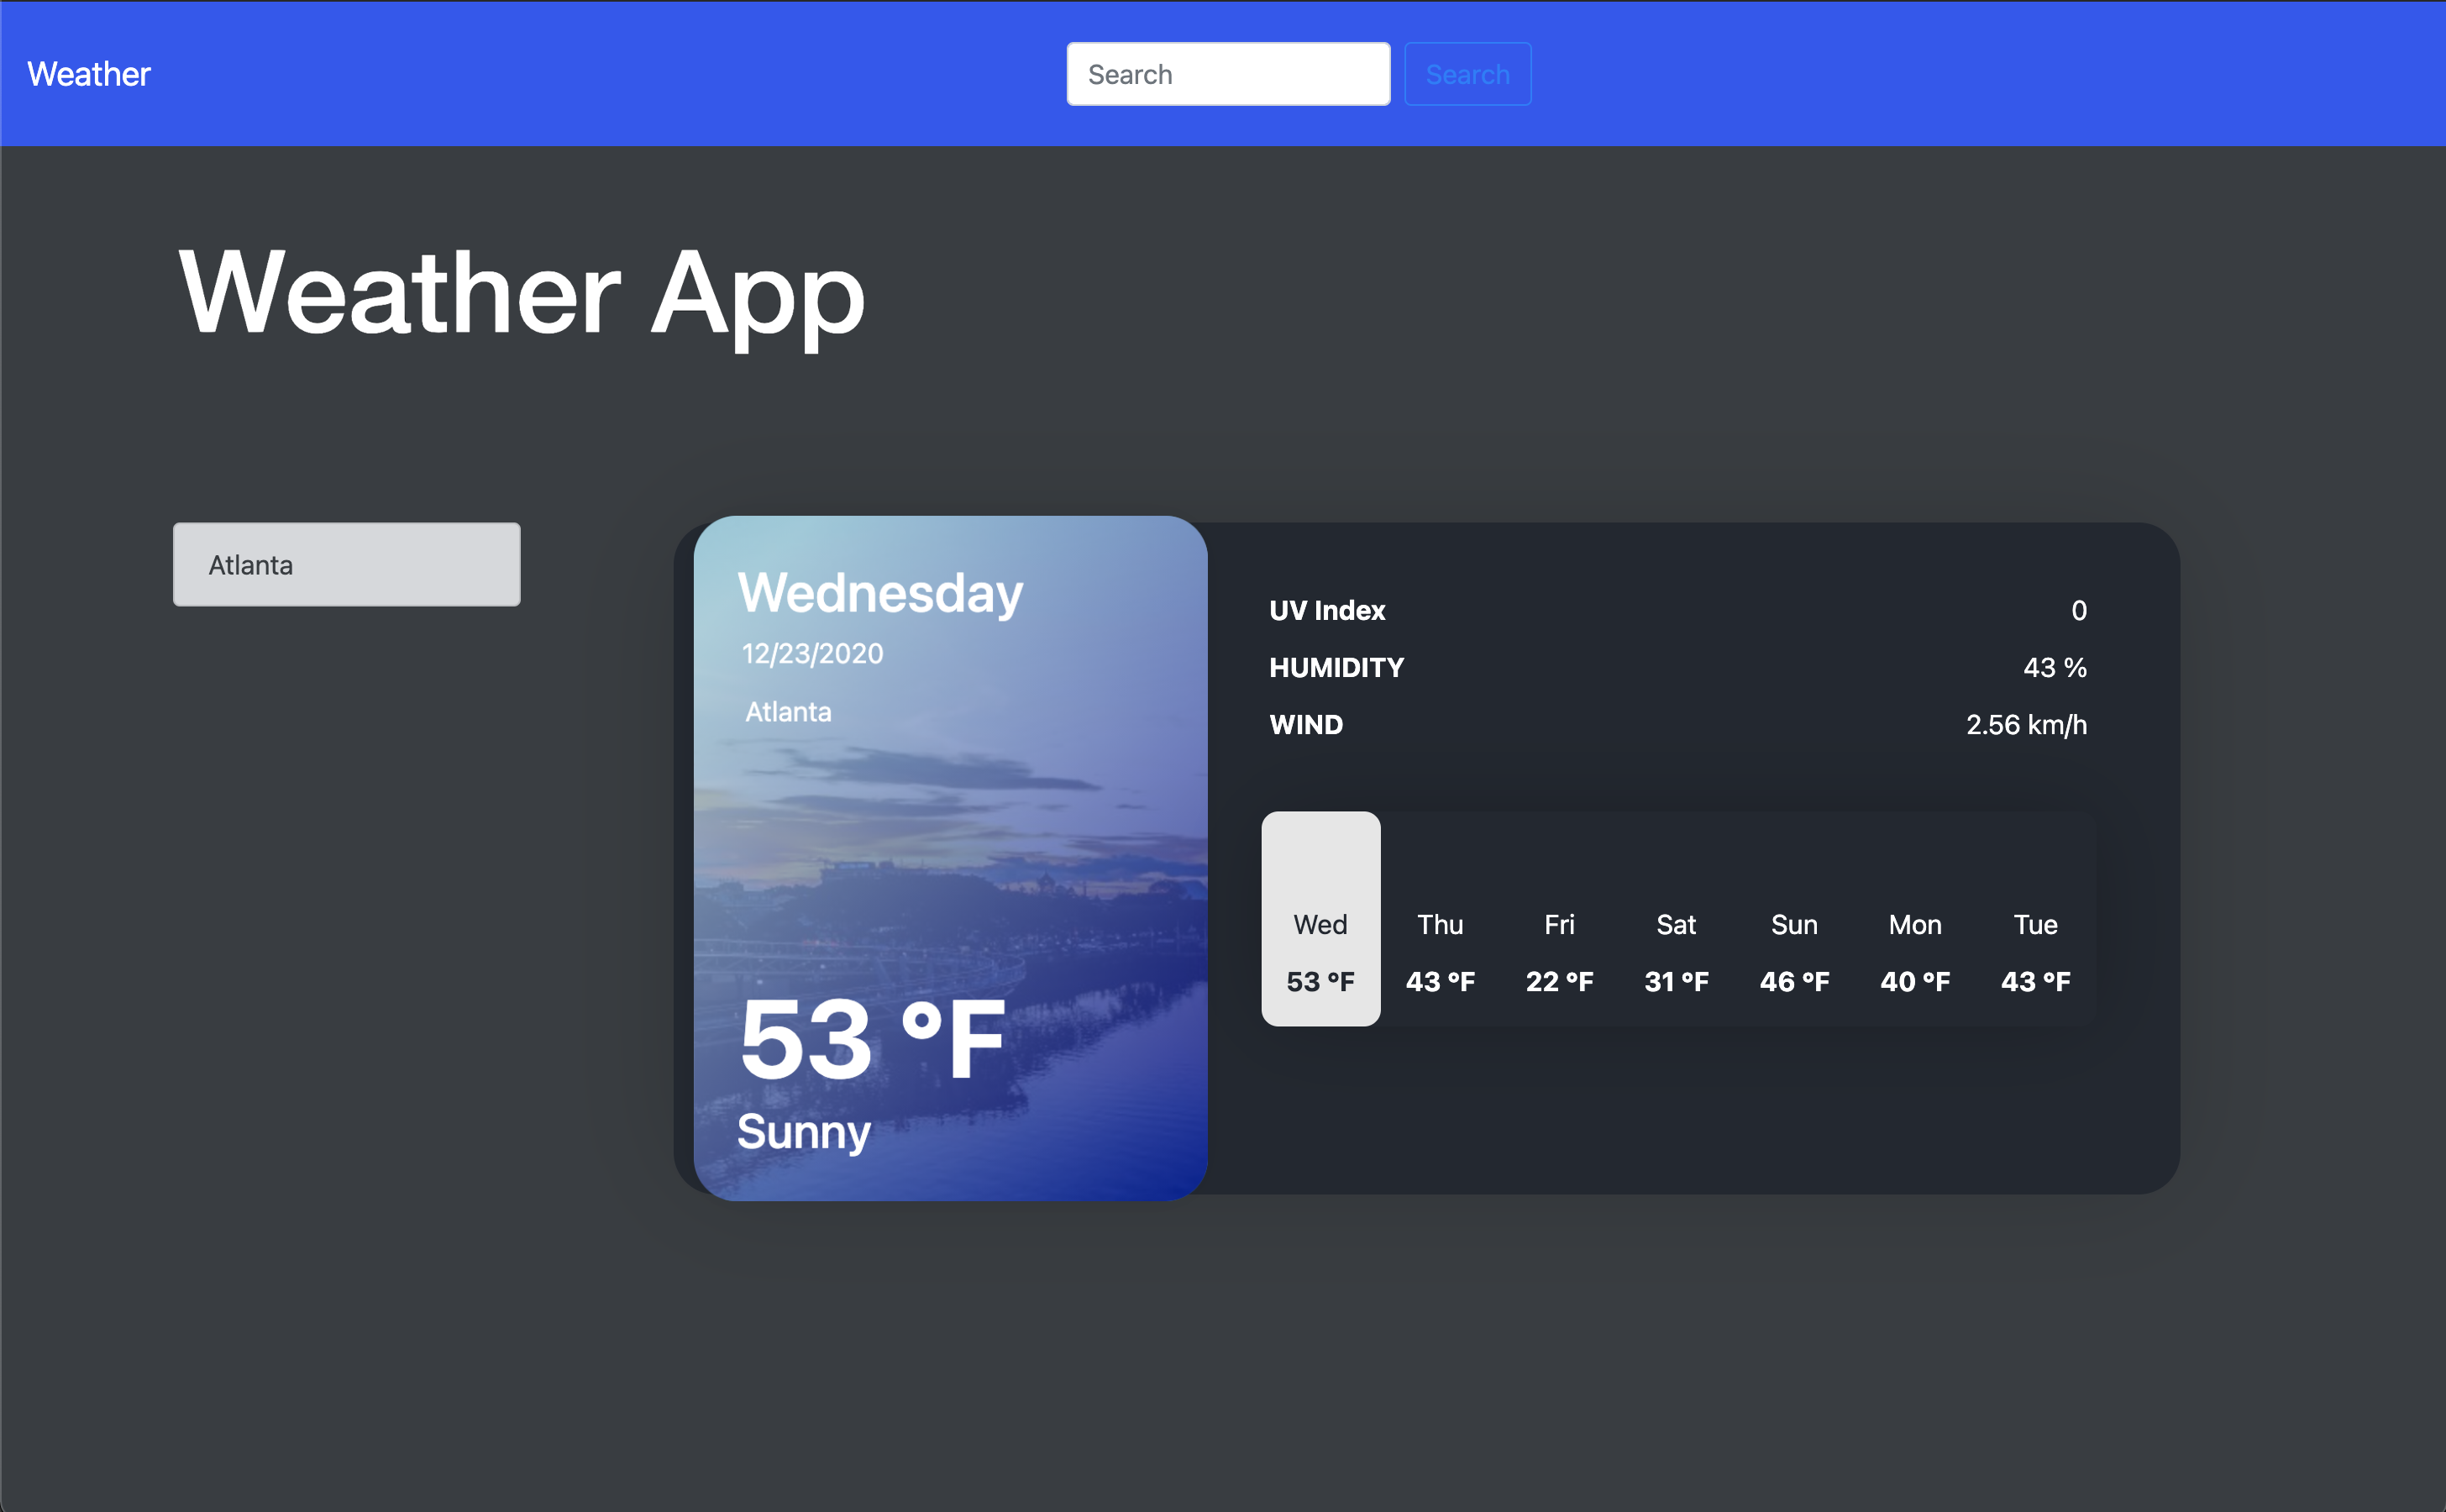 Weather
Search
Search
Weather App
Atlanta
Wednesday
12/23/2020
Atlanta
53 °F
Sunny
UV Index 0
HUMIDITY 43 %
WIND 2.56 km/h
Wed Thu Fri Sat Sun Mon Tue
53 °F 43 °F 22 °F 31 °F 46 °F 40 °F 43 °F